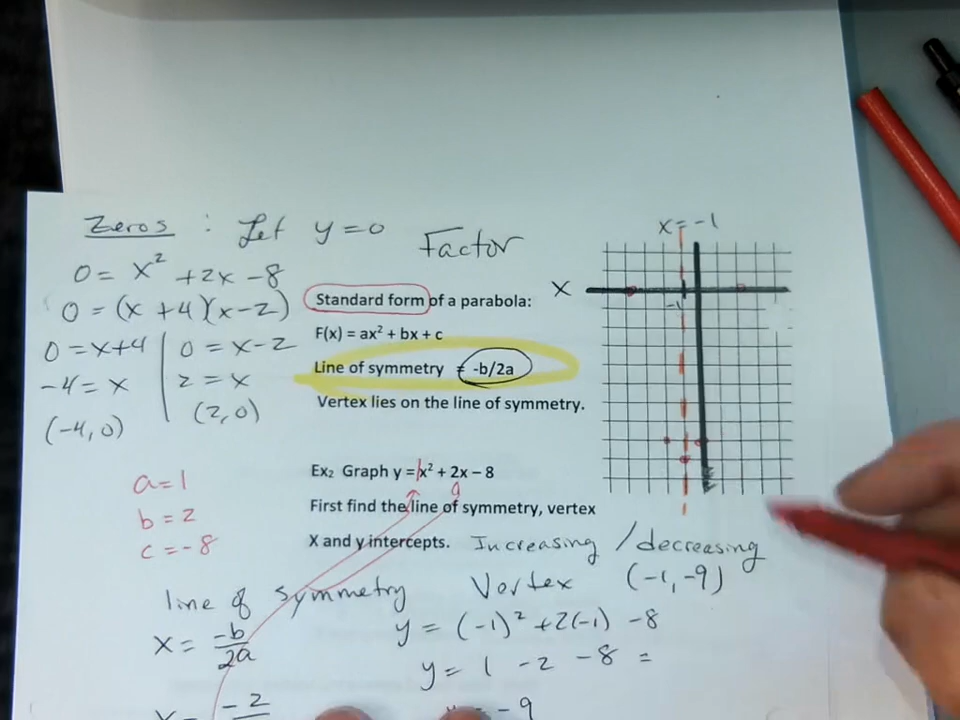 Zeros : Let y=0
Factor
0 = x² + 2x - 8
0 = (x + 4)(x - 2)
0 = x+4 | 0 = x-2
-4 = x | 2 = x
(-4, 0) (2, 0)
Standard form of a parabola:
F(x) = ax² + bx + c
Line of symmetry = -b/2a
Vertex lies on the line of symmetry.
x = -1
X
-1
Ex₂ Graph y = x² + 2x – 8
First find the line of symmetry, vertex
X and y intercepts. Increasing / decreasing
a = 1
b = 2
c = -8
line of symmetry
x = -b/2a
Vortex (-1, -9)
y = (-1)² + 2(-1) - 8
y = 1 - 2 - 8 =
-2
-9